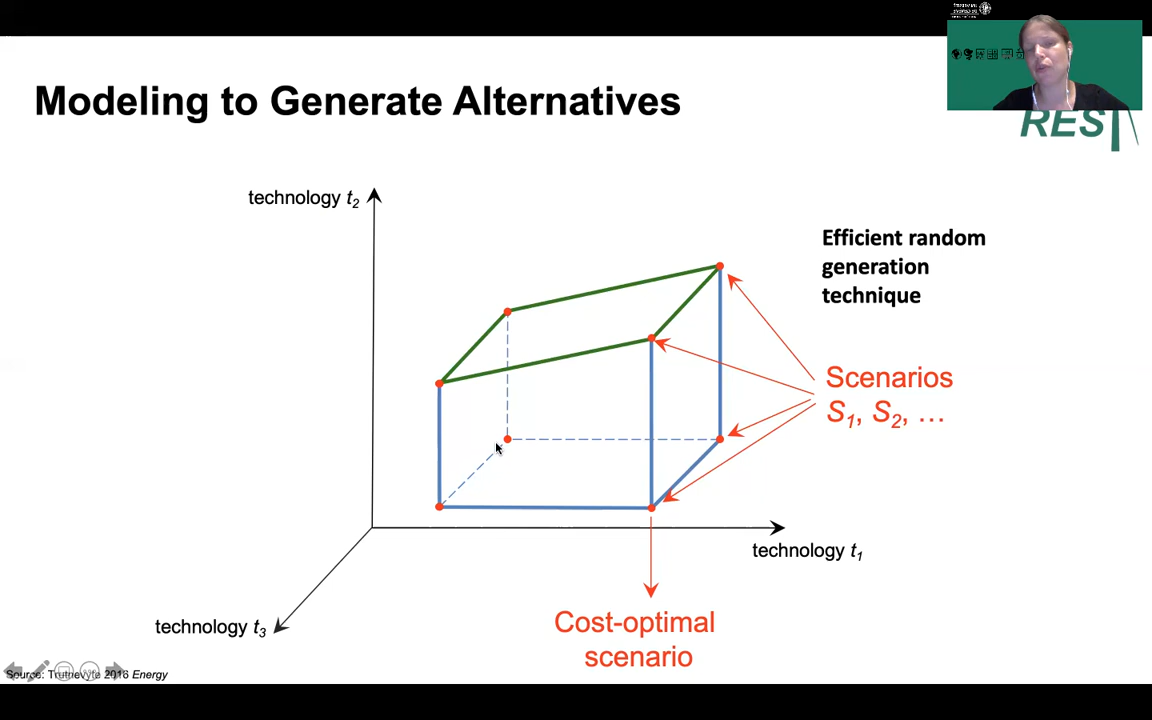 Modeling to Generate Alternatives
RES
technology t2
Efficient random
generation
technique
Scenarios
S1, S2, …
technology t1
Cost-optimal
scenario
technology t3
Source: Trutnevyte 2016 Energy